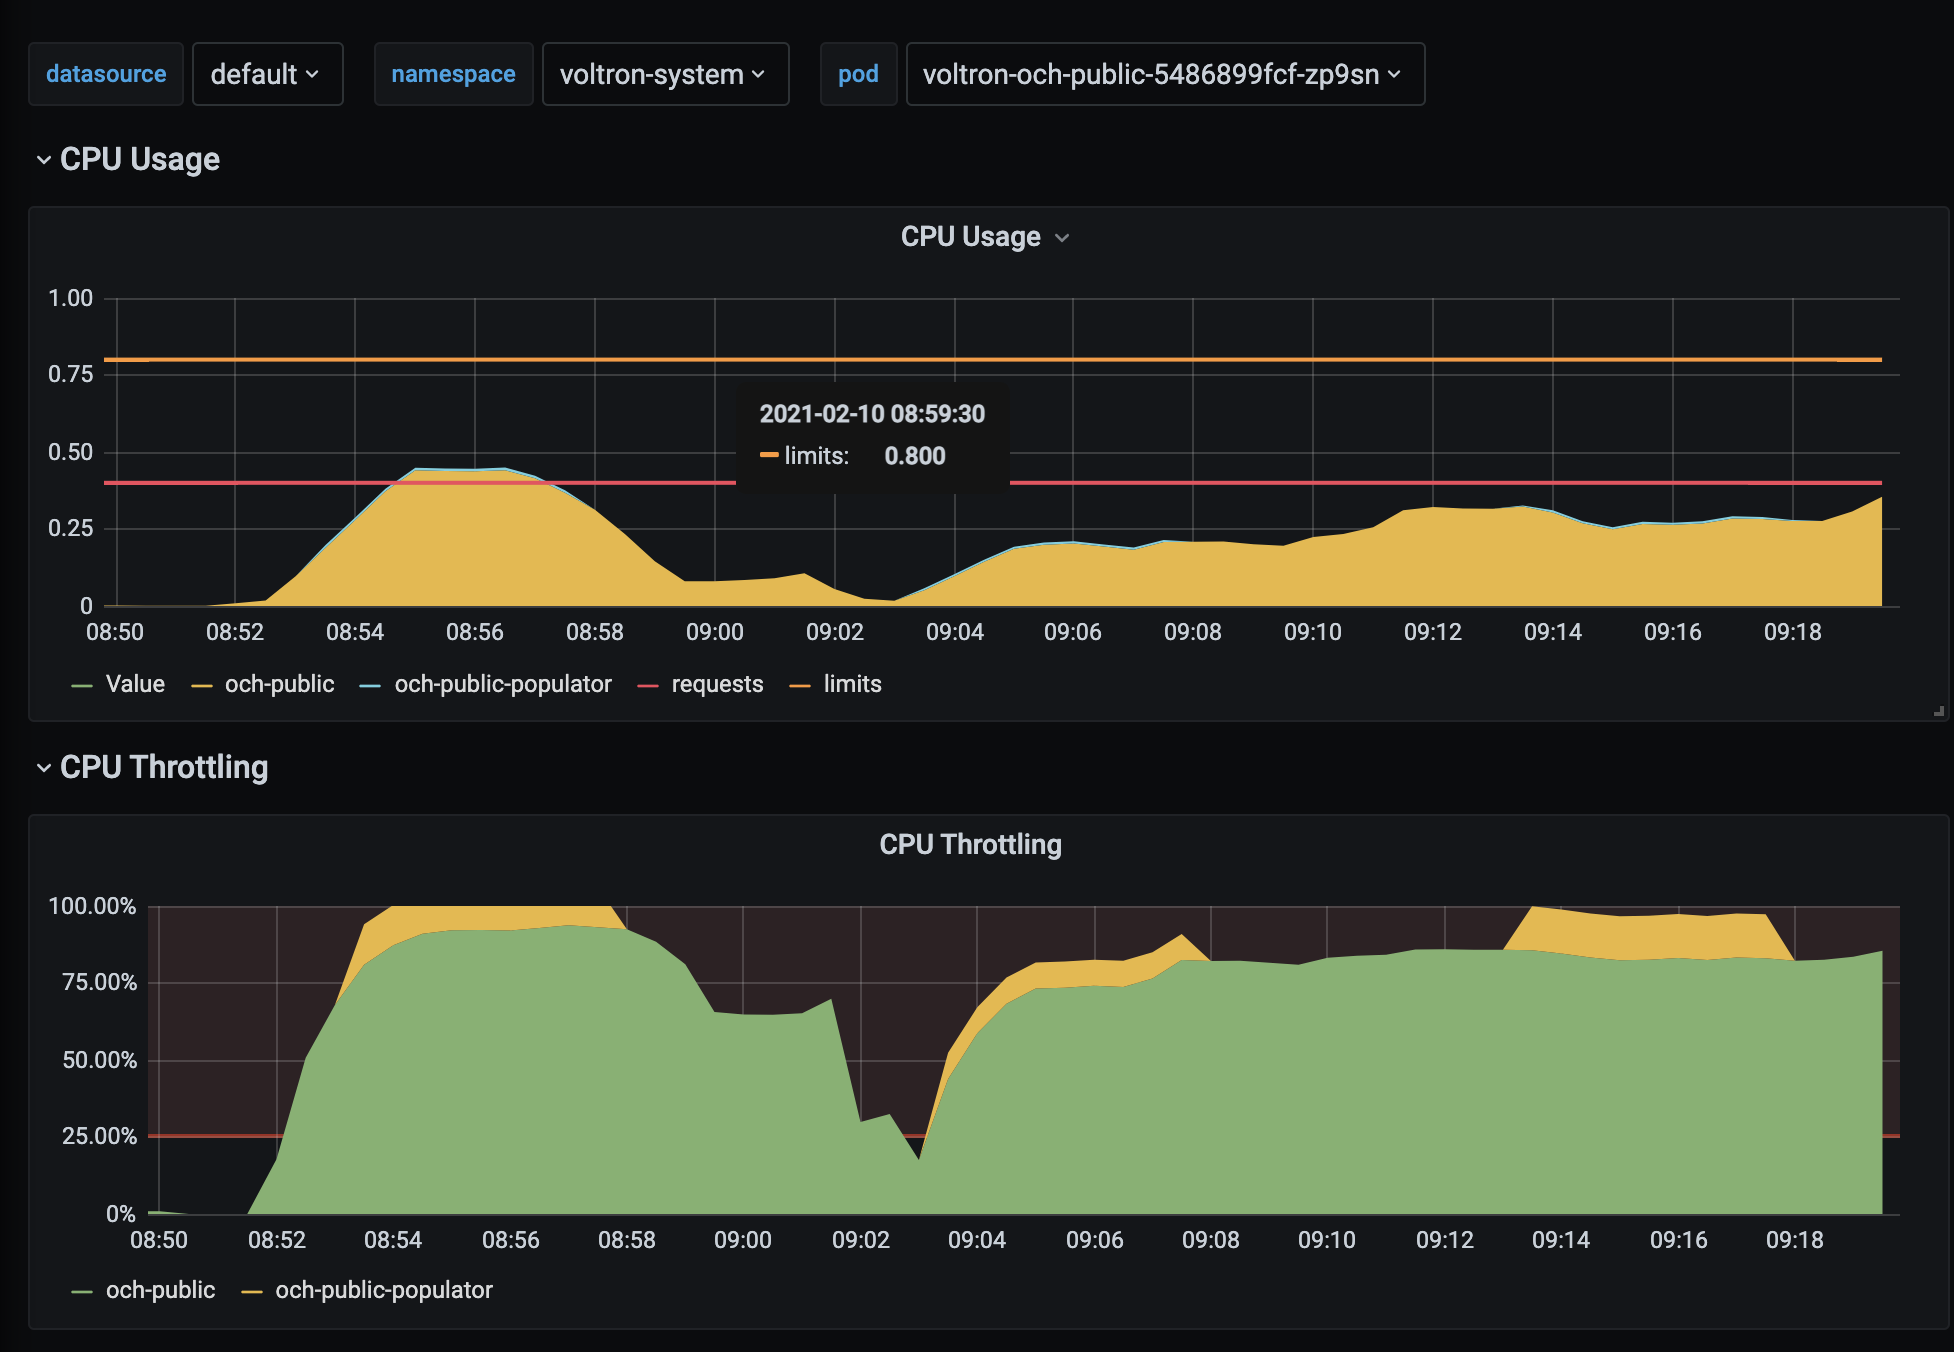 datasource default namespace voltron-system pod voltron-och-public-5486899fcf-zp9sn
CPU Usage
CPU Usage
1.00
0.75
0.50
0.25
0
2021-02-10 08:59:30
limits: 0.800
08:50 08:52 08:54 08:56 08:58 09:00 09:02 09:04 09:06 09:08 09:10 09:12 09:14 09:16 09:18
Value och-public och-public-populator requests limits
CPU Throttling
CPU Throttling
100.00%
75.00%
50.00%
25.00%
0%
08:50 08:52 08:54 08:56 08:58 09:00 09:02 09:04 09:06 09:08 09:10 09:12 09:14 09:16 09:18
och-public och-public-populator